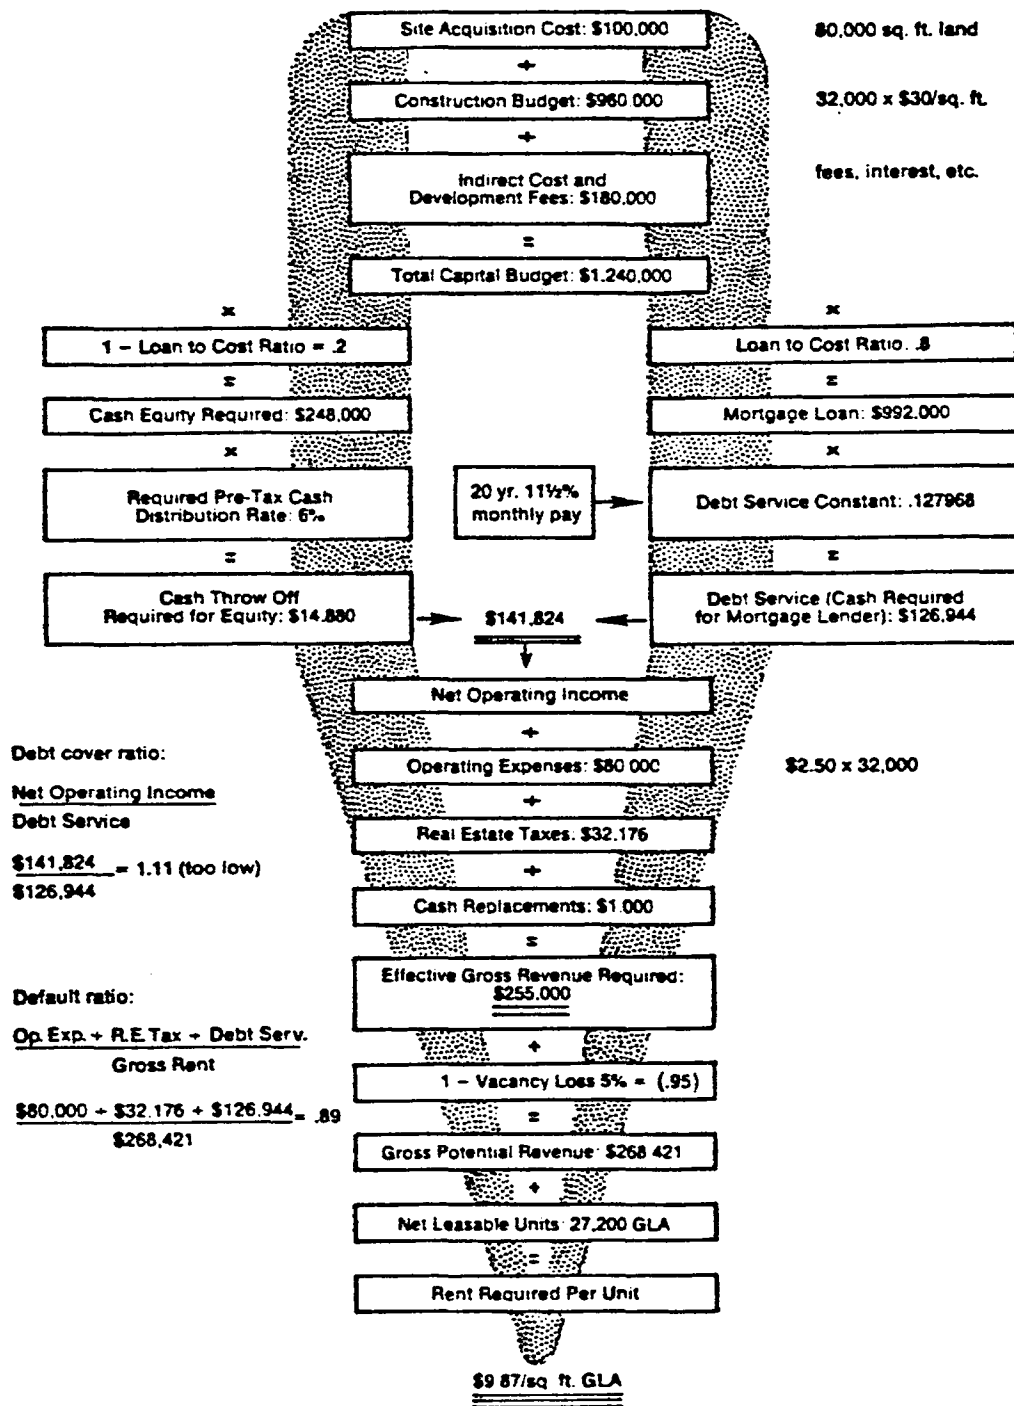 Site Acquisition Cost: $100,000
80,000 sq. ft. land
+
Construction Budget: $960.000
32,000 x $30/sq. ft.
+
Indirect Cost and
Development Fees: $180.000
fees, interest, etc.
=
Total Capital Budget: $1.240,000
x
x
1 – Loan to Cost Ratio = .2
Loan to Cost Ratio. .8
=
=
Cash Equity Required: $248,000
Mortgage Loan: $992.000
x
x
Required Pre-Tax Cash
Distribution Rate: 6%
20 yr. 11½%
monthly pay
Debt Service Constant: .127968
=
=
Cash Throw Off
Required for Equity: $14.880
$141,824
Debt Service (Cash Required
for Mortgage Lender): $126,944
Net Operating Income
+
Debt cover ratio:
Operating Expenses: $80 000
$2.50 x 32,000
Net Operating Income
Debt Service
+
Real Estate Taxes: $32.176
$141,824 = 1.11 (too low)
$126,944
+
Cash Replacements: $1.000
=
Effective Gross Revenue Required:
$255.000
Default ratio:
Op. Exp. + R.E. Tax + Debt Serv.
Gross Rent
+
1 – Vacancy Loss 5% = (.95)
$80,000 + $32.176 + $126.944 = .89
$268,421
=
Gross Potential Revenue: $268 421
+
Net Leasable Units: 27,200 GLA
=
Rent Required Per Unit
$9 87/sq ft. GLA